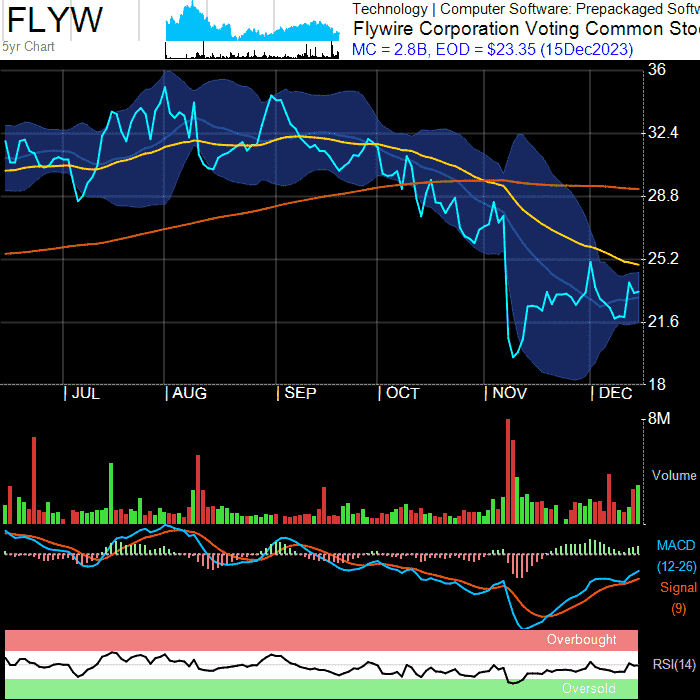 FLYW
5yr Chart
Technology | Computer Software: Prepackaged Softw
Flywire Corporation Voting Common Sto
MC = 2.8B, EOD = $23.35 (15Dec2023)
36
32.4
28.8
25.2
21.6
18
| JUL | AUG | SEP | OCT | NOV | DEC
8M
Volume
MACD
(12-26)
Signal
(9)
Overbought
RSI(14)
Oversold